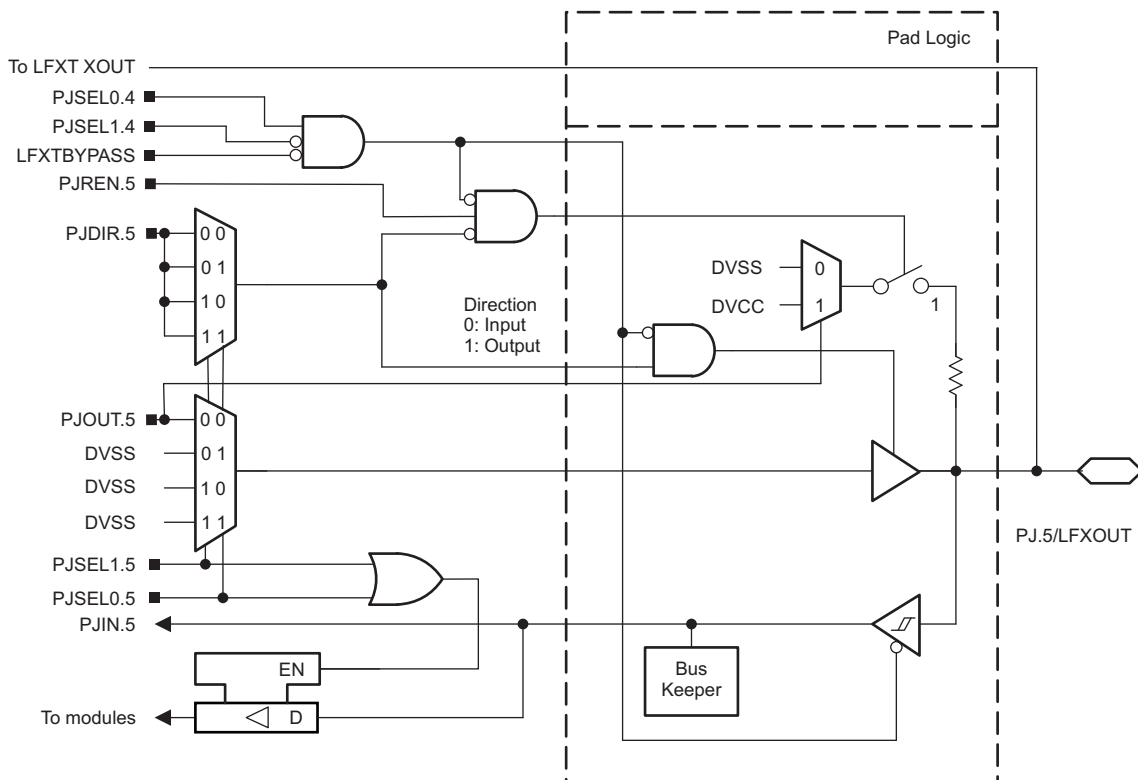 Pad Logic
To LFXT XOUT
PJSEL0.4
PJSEL1.4
LFXTBYPASS
PJREN.5
PJDIR.5
0 0
0 1
1 0
1 1
Direction
0: Input
1: Output
DVSS
0
DVCC
1
1
PJOUT.5
0 0
DVSS
0 1
DVSS
1 0
DVSS
1 1
PJ.5/LFXOUT
PJSEL1.5
PJSEL0.5
PJIN.5
Bus
Keeper
EN
To modules
D